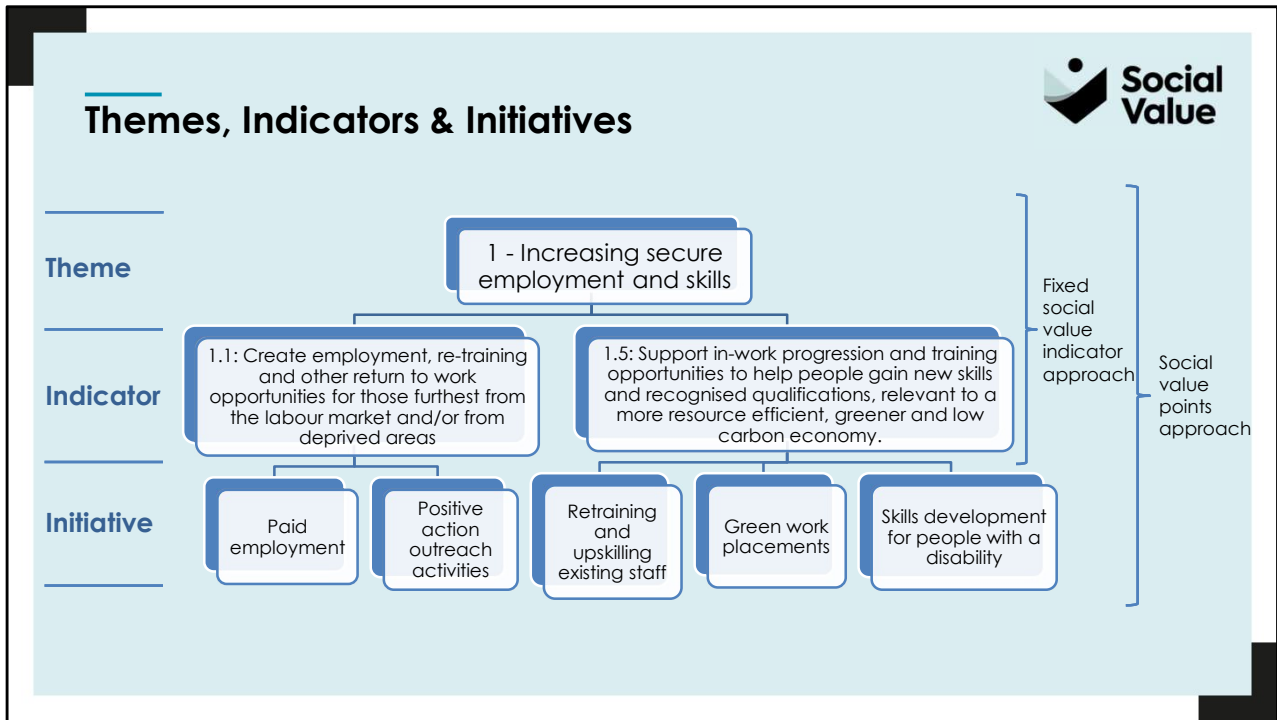 Themes, Indicators & Initiatives
Social
Value
Theme
1 - Increasing secure
employment and skills
Indicator
1.1: Create employment, re-training
and other return to work
opportunities for those furthest from
the labour market and/or from
deprived areas
1.5: Support in-work progression and training
opportunities to help people gain new skills
and recognised qualifications, relevant to a
more resource efficient, greener and low
carbon economy.
Initiative
Paid
employment
Positive
action
outreach
activities
Retraining
and
upskilling
existing staff
Green work
placements
Skills development
for people with a
disability
Fixed
social
value
indicator
approach
Social
value
points
approach